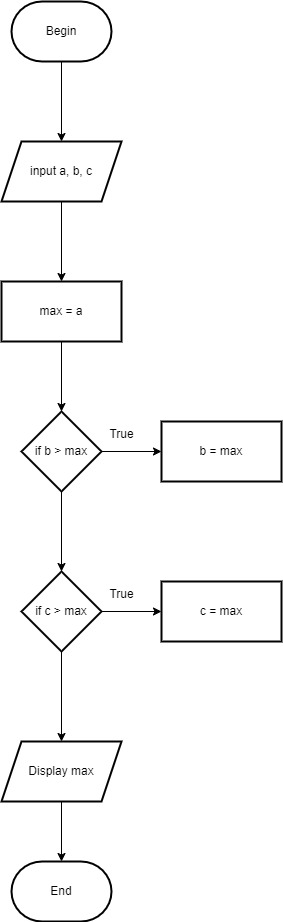 Begin
input a, b, c
max = a
if b > max
True
b = max
if c > max
True
c = max
Display max
End